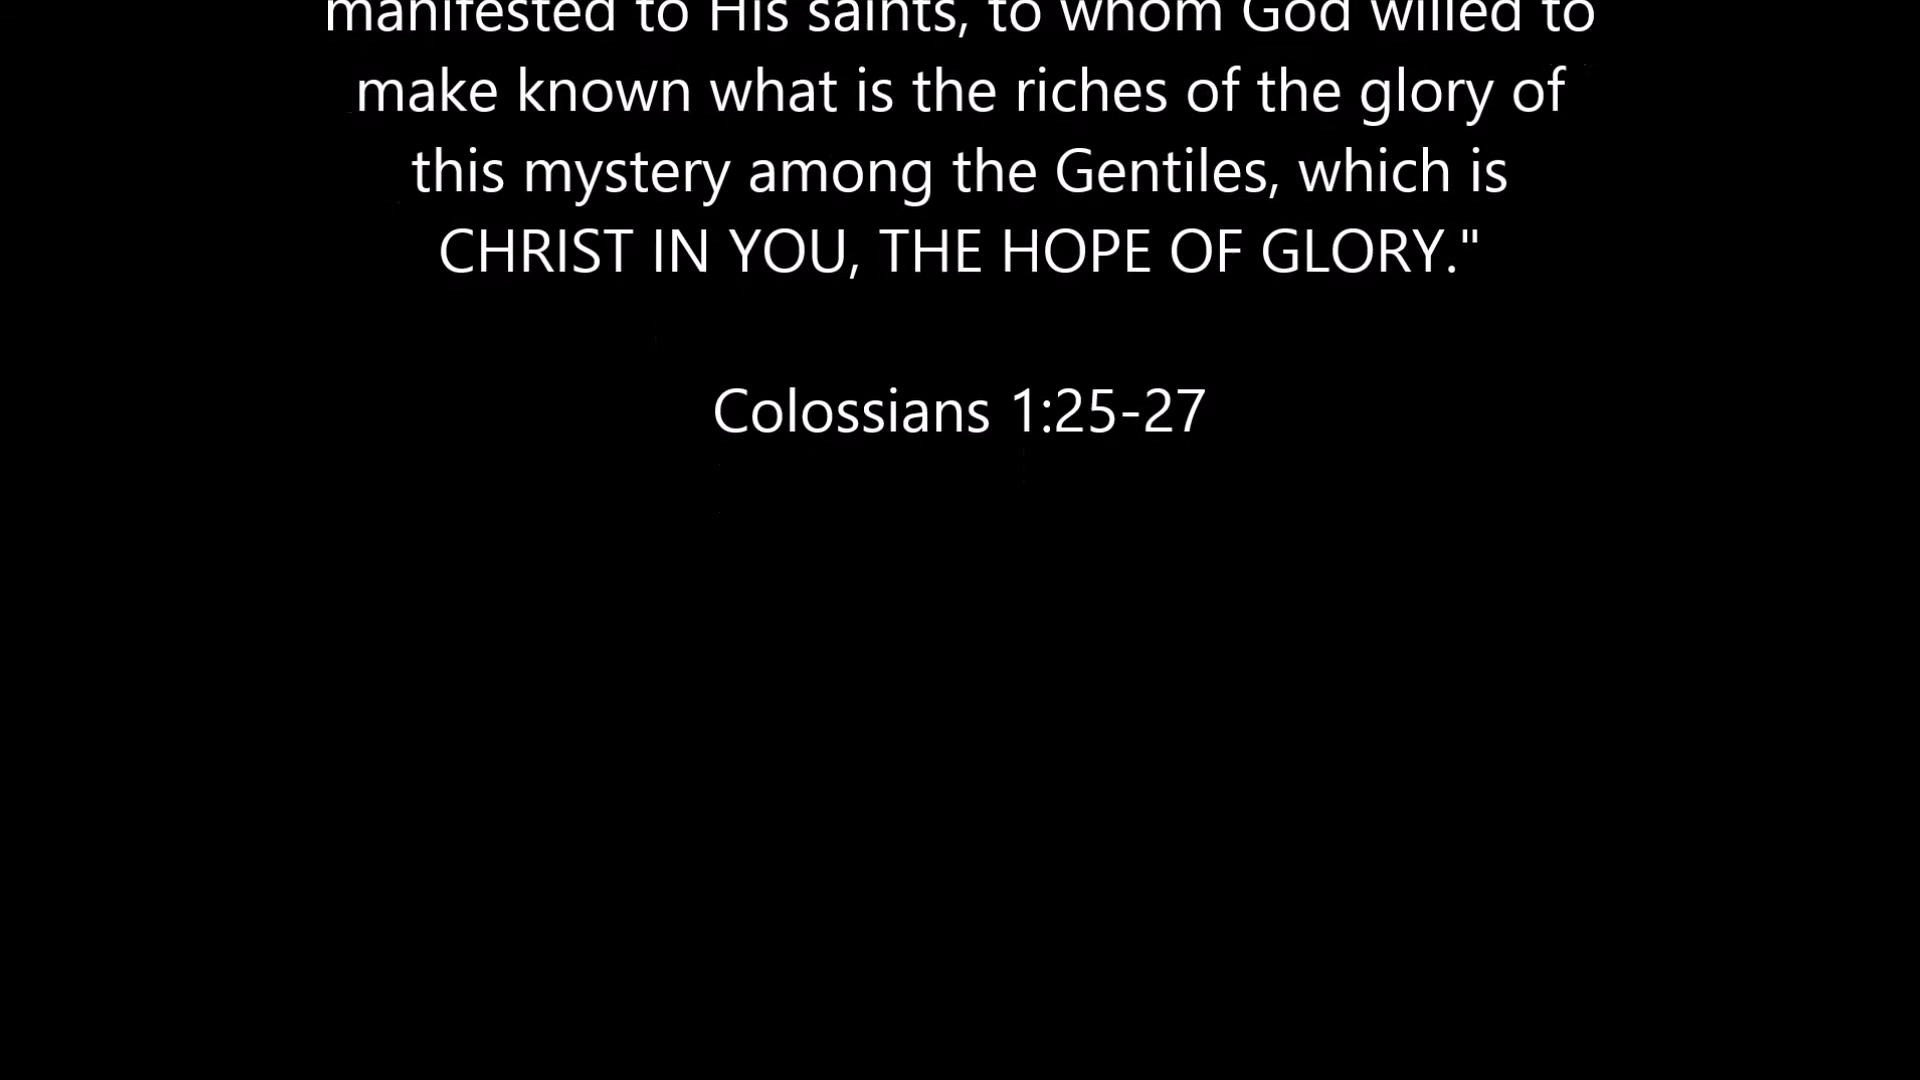 manifested to His saints, to whom God willed to
make known what is the riches of the glory of
this mystery among the Gentiles, which is
CHRIST IN YOU, THE HOPE OF GLORY."
Colossians 1:25-27